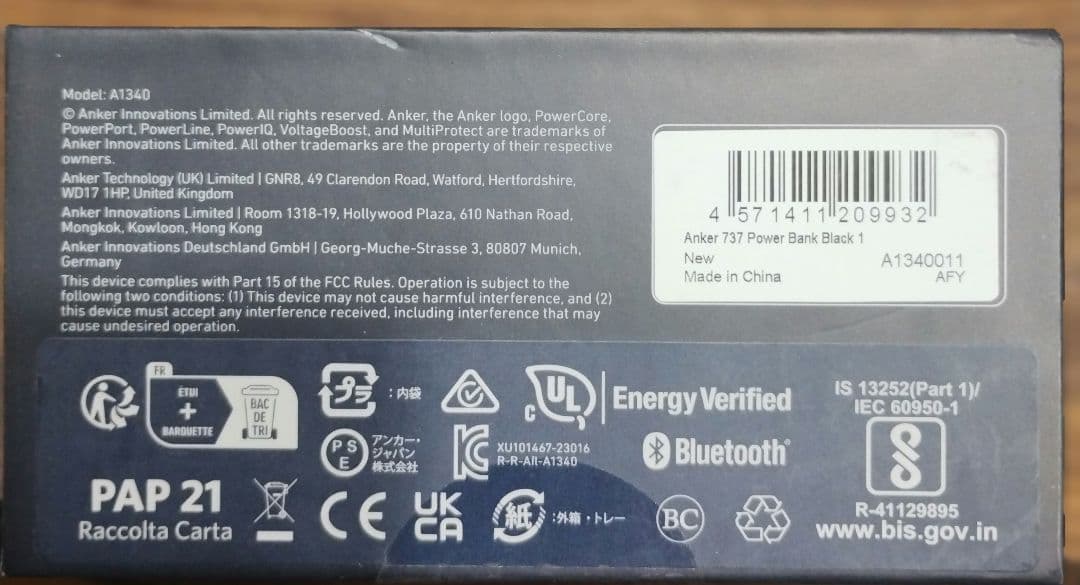 Model: A1340
© Anker Innovations Limited. All rights reserved. Anker, the Anker logo, PowerCore,
PowerPort, PowerLine, PowerIQ, VoltageBoost, and MultiProtect are trademarks of
Anker Innovations Limited. All other trademarks are the property of their respective
owners.
Anker Technology (UK) Limited | GNR8, 49 Clarendon Road, Watford, Hertfordshire,
WD17 1HP, United Kingdom
Anker Innovations Limited | Room 1318-19, Hollywood Plaza, 610 Nathan Road,
Mongkok, Kowloon, Hong Kong
Anker Innovations Deutschland GmbH | Georg-Muche-Strasse 3, 80807 Munich,
Germany
This device complies with Part 15 of the FCC Rules. Operation is subject to the
following two conditions: (1) This device may not cause harmful interference, and (2)
this device must accept any interference received, including interference that may
cause undesired operation.
4 571411 209932
Anker 737 Power Bank Black 1
New A1340011
Made in China AFY
FR
ÉTUI
+
BARQUETTE
BAC
DE
TRI
プラ :内袋
C UL Energy Verified
IS 13252(Part 1)/
IEC 60950-1
PSE
アンカー・
ジャパン
株式会社
XU101467-23016
R-R-Alt-A1340
Bluetooth®
PAP 21
Raccolta Carta
CE
UK
CA
紙 :外箱・トレー
BC
R-41129895
www.bis.gov.in